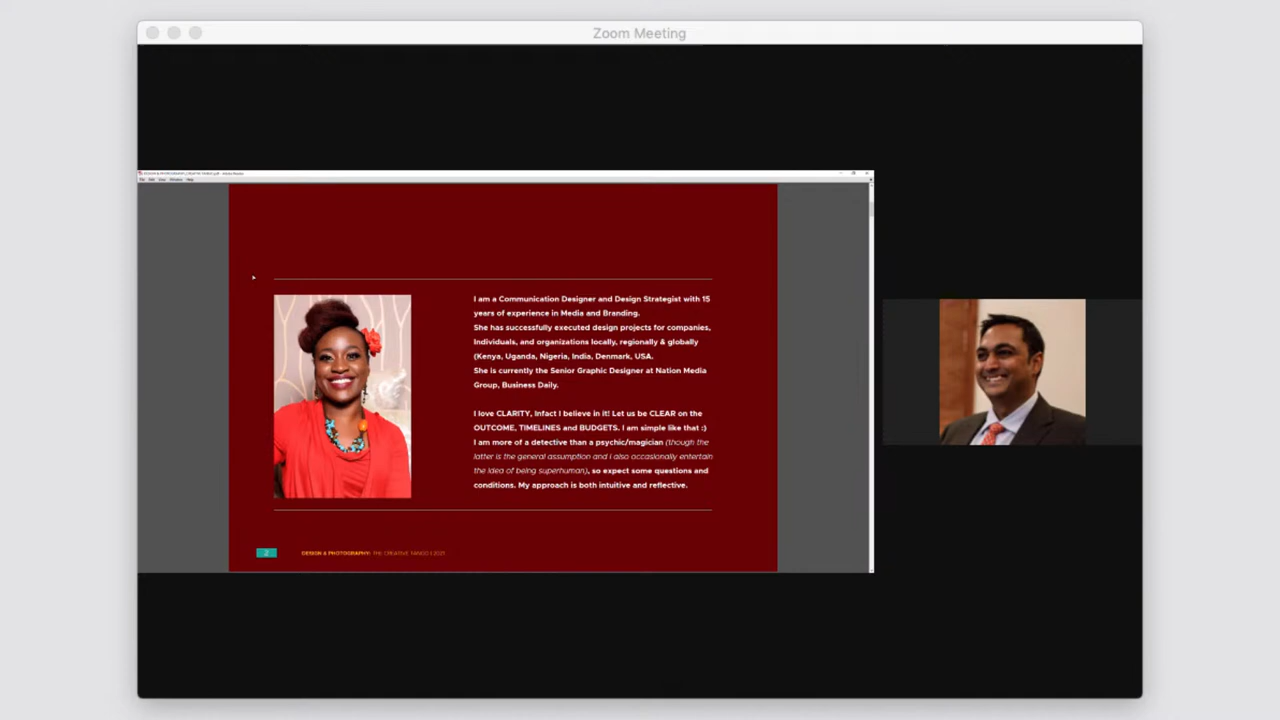 Zoom Meeting
I am a Communication Designer and Design Strategist with 15
years of experience in Media and Branding.
She has successfully executed design projects for companies,
Individuals, and organizations locally, regionally & globally
(Kenya, Uganda, Nigeria, India, Denmark, USA.
She is currently the Senior Graphic Designer at Nation Media
Group, Business Daily.
I love CLARITY, Infact I believe in it! Let us be CLEAR on the
OUTCOME, TIMELINES and BUDGETS. I am simple like that :)
I am more of a detective than a psychic/magician (though the
latter is the general assumption and I also occasionally entertain
the idea of being superhuman), so expect some questions and
conditions. My approach is both intuitive and reflective.
2
DESIGN & PHOTOGRAPHY: THE CREATIVE TANGO | 2021